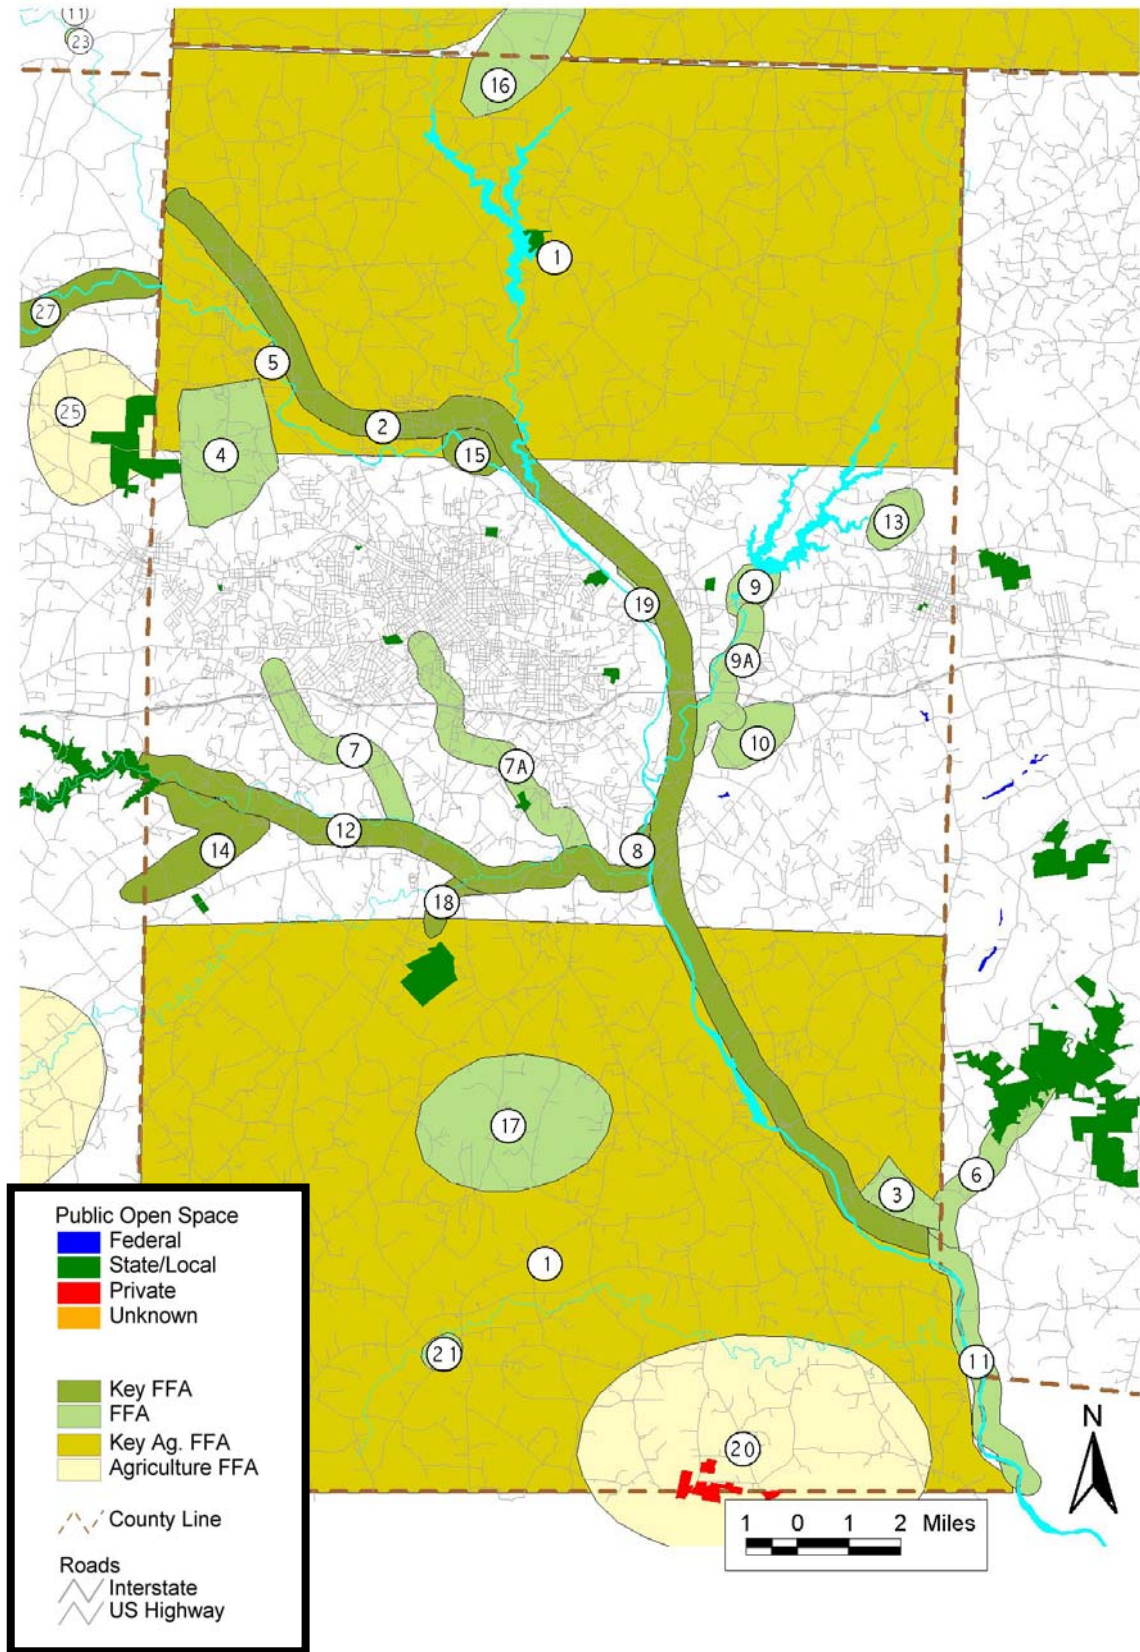 11
23
16
1
27
5
25
2
4
15
13
9
19
9A
10
7
7A
12
8
14
18
17
6
3
1
21
11
20
N
1 0 1 2 Miles
Public Open Space
Federal
State/Local
Private
Unknown
Key FFA
FFA
Key Ag. FFA
Agriculture FFA
County Line
Roads
Interstate
US Highway